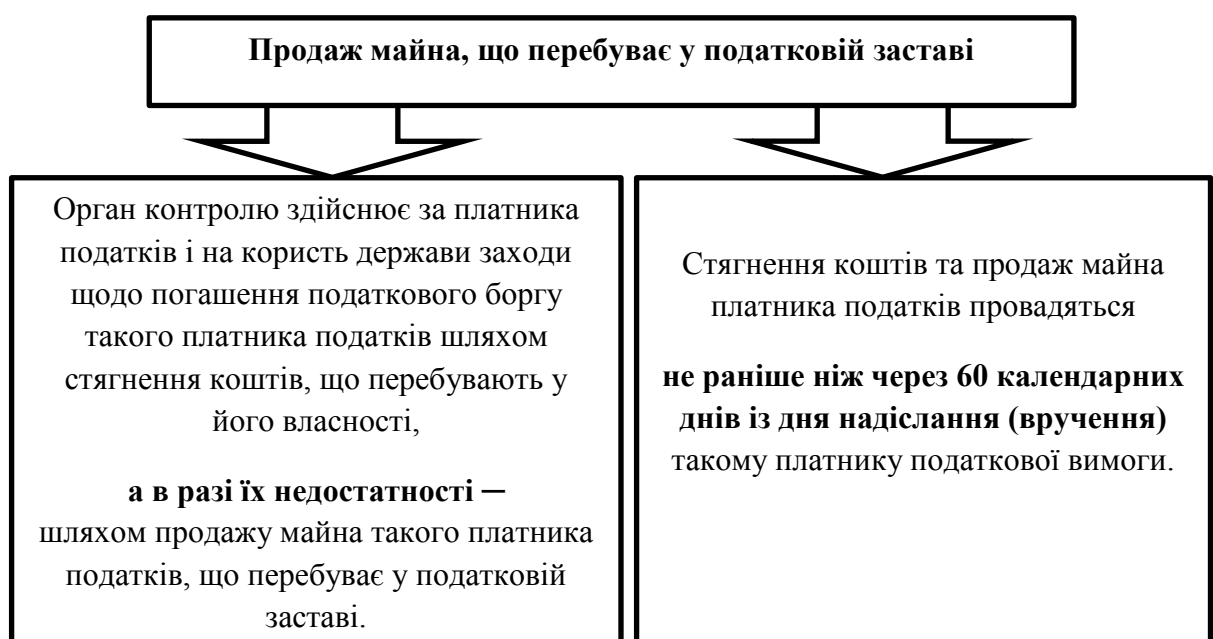 Продаж майна, що перебуває у податковій заставі
Орган контролю здійснює за платника
податків і на користь держави заходи
щодо погашення податкового боргу
такого платника податків шляхом
стягнення коштів, що перебувають у
його власності,
а в разі їх недостатності —
шляхом продажу майна такого платника
податків, що перебуває у податковій
заставі.
Стягнення коштів та продаж майна
платника податків провадяться
не раніше ніж через 60 календарних
днів із дня надіслання (вручення)
такому платнику податкової вимоги.